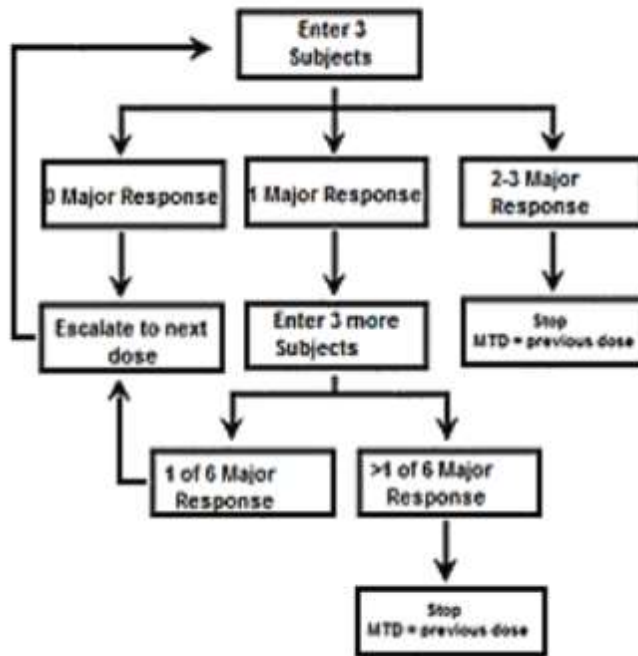 Enter 3
Subjects
0 Major Response
1 Major Response
2-3 Major
Response
Escalate to next
dose
Enter 3 more
Subjects
Stop
MTD = previous dose
1 of 6 Major
Response
>1 of 6 Major
Response
Stop
MTD = previous dose